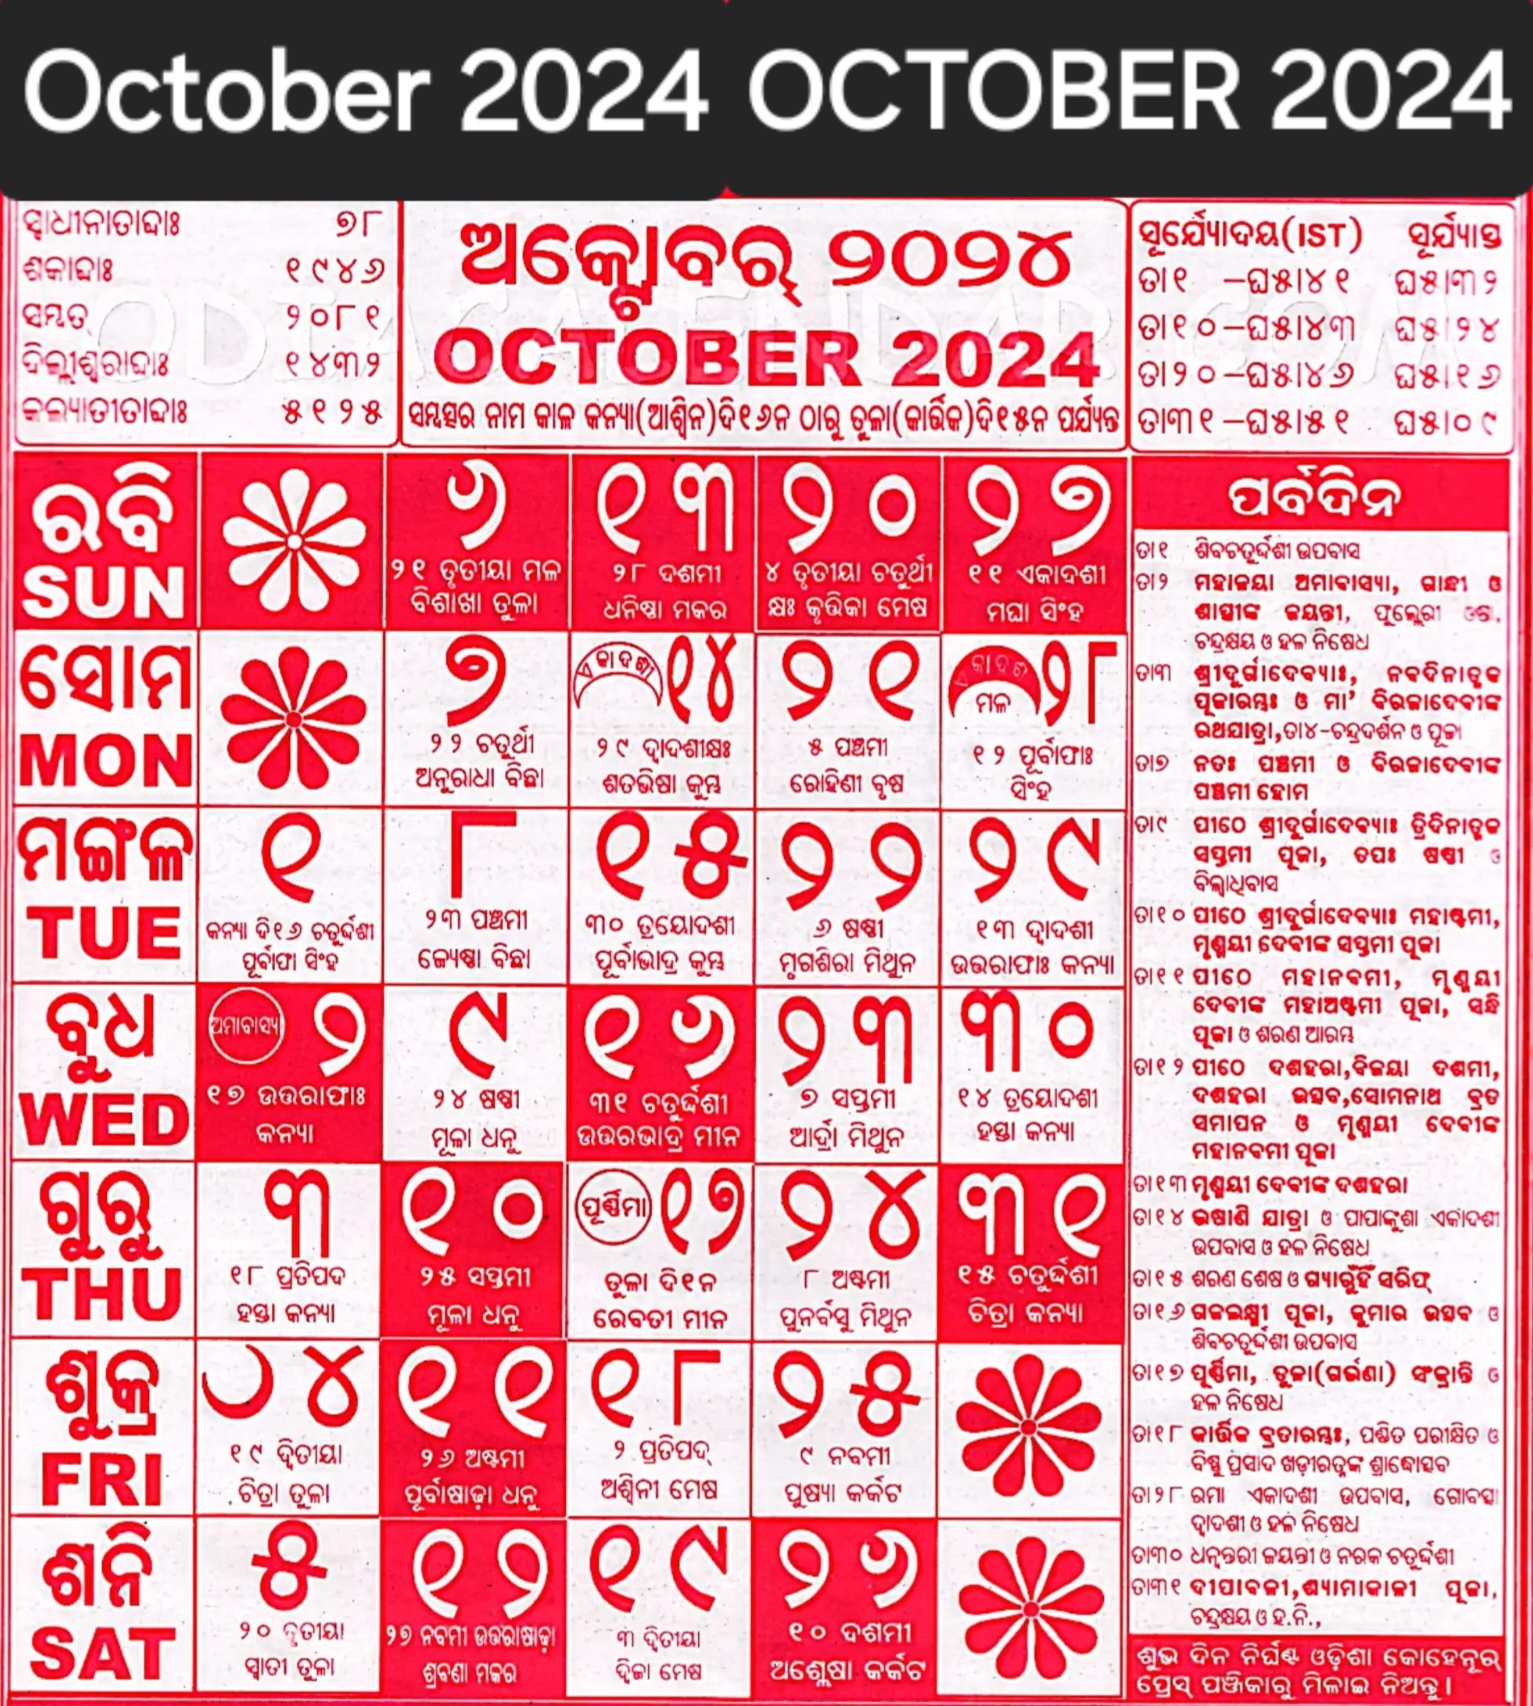 October 2024 OCTOBER 2024
ସ୍ୱାଧୀନାତାବ୍ଦାଃ ୭୮
ଶକାବ୍ଦାଃ ୧୯୪୬
ସମ୍ଵତ୍ ୨୦୮୧
ଦିଲ୍ଲୀଶ୍ୱରାବ୍ଦାଃ ୧୪୩୨
କଲ୍ୟାତୀତାବ୍ଦାଃ ୫୧୨୫
ଅକ୍ଟୋବର୍ ୨୦୨୪
OCTOBER 2024
ସମ୍ଵତ୍ସର ନାମ କାଳ କନ୍ୟା(ଆଶ୍ୱିନ)ଦି୧୬ନ ଠାରୁ ତୁଳା(କାର୍ତ୍ତିକ)ଦି୧୫ନ ପର୍ଯ୍ୟନ୍ତ
ସୂର୍ଯ୍ୟୋଦୟ(IST) ସୂର୍ଯ୍ୟାସ୍ତ
ତା୧ –ଘ୫।୪୧ ଘ୫।୩୨
ତା୧୦–ଘ୫।୪୩ ଘ୫।୨୪
ତା୨୦–ଘ୫।୪୬ ଘ୫।୧୬
ତା୩୧–ଘ୫।୫୧ ଘ୫।୦୯
ରବି ୬ ୧୩ ୨୦ ୨୭
SUN ୨୧ ତୃତୀୟା ମଳ ୨୮ ଦଶମୀ ୪ ତୃତୀୟା ଚତୁର୍ଥୀ ୧୧ ଏକାଦଶୀ
ବିଶାଖା ତୁଳା ଧନିଷ୍ଠା ମକର କ୍ଷଃ କୃତ୍ତିକା ମେଷ ମଘା ସିଂହ
ସୋମ ୭ ଏକାଦଶୀ ୧୪ ୨୧ ଏକାଦଶୀ ମଳ ୨୮
MON ୨୨ ଚତୁର୍ଥୀ ୨୯ ଦ୍ୱାଦଶୀକ୍ଷଃ ୫ ପଞ୍ଚମୀ ୧୨ ପୂର୍ବାଫାଃ
ଅନୁରାଧା ବିଛା ଶତଭିଷା କୁମ୍ଭ ରୋହିଣୀ ବୃଷ ସିଂହ
ମଙ୍ଗଳ ୧ ୮ ୧୫ ୨୨ ୨୯
TUE କନ୍ୟା ଦି୧୬ ଚତୁର୍ଦ୍ଦଶୀ ୨୩ ପଞ୍ଚମୀ ୩୦ ତ୍ରୟୋଦଶୀ ୬ ଷଷ୍ଠୀ ୧୩ ଦ୍ୱାଦଶୀ
ପୂର୍ବାଫା ସିଂହ ଜ୍ୟେଷ୍ଠା ବିଛା ପୂର୍ବାଭାଦ୍ର କୁମ୍ଭ ମୃଗଶିରା ମିଥୁନ ଉତ୍ତରାଫାଃ କନ୍ୟା
ବୁଧ ଅମାବାସ୍ୟା ୨ ୯ ୧୬ ୨୩ ୩୦
WED ୧୭ ଉତ୍ତରାଫାଃ ୨୪ ଷଷ୍ଠୀ ୩୧ ଚତୁର୍ଦ୍ଦଶୀ ୭ ସପ୍ତମୀ ୧୪ ତ୍ରୟୋଦଶୀ
କନ୍ୟା ମୂଳା ଧନୁ ଉତ୍ତରଭାଦ୍ର ମୀନ ଆର୍ଦ୍ରା ମିଥୁନ ହସ୍ତା କନ୍ୟା
ଗୁରୁ ୩ ୧୦ ପୂର୍ଣ୍ଣିମା ୧୭ ୨୪ ୩୧
THU ୧୮ ପ୍ରତିପଦ ୨୫ ସପ୍ତମୀ ତୁଳା ଦି୧ନ ୮ ଅଷ୍ଟମୀ ୧୫ ଚତୁର୍ଦ୍ଦଶୀ
ହସ୍ତା କନ୍ୟା ମୂଳା ଧନୁ ରେବତୀ ମୀନ ପୁନର୍ବସୁ ମିଥୁନ ଚିତ୍ରା କନ୍ୟା
ଶୁକ୍ର ୪ ୧୧ ୧୮ ୨୫
FRI ୧୯ ଦ୍ୱିତୀୟା ୨୬ ଅଷ୍ଟମୀ ୨ ପ୍ରତିପଦ୍ ୯ ନବମୀ
ଚିତ୍ରା ତୁଳା ପୂର୍ବାଷାଢ଼ା ଧନୁ ଅଶ୍ୱିନୀ ମେଷ ପୁଷ୍ୟା କର୍କଟ
ଶନି ୫ ୧୨ ୧୯ ୨୬
SAT ୨୦ ତୃତୀୟା ୨୭ ନବମୀ ଉତ୍ତରାଷାଢ଼ା ୩ ଦ୍ୱିତୀୟା ୧୦ ଦଶମୀ
ସ୍ୱାତୀ ତୁଳା ଶ୍ରବଣା ମକର ଦ୍ୱିଜା ମେଷ ଅଶ୍ଳେଷା କର୍କଟ
ପର୍ବଦିନ
ତା୧ ଶିବଚତୁର୍ଦ୍ଦଶୀ ଉପବାସ
ତା୨ ମହାଳୟା ଅମାବାସ୍ୟା, ଗାନ୍ଧୀ ଓ
ଶାସ୍ତ୍ରୀଙ୍କ ଜୟନ୍ତୀ, ଫୁଲ୍ଲେରୀ ଓଷା,
ଚନ୍ଦ୍ରକ୍ଷୟ ଓ ହଳ ନିଷେଧ
ତା୩ ଶ୍ରୀଦୁର୍ଗାଦେବ୍ୟାଃ, ନବଦିନାତ୍ମକ
ପୂଜାରମ୍ଭଃ ଓ ମା' ବିରଜାଦେବୀଙ୍କ
ରଥଯାତ୍ରା,ତା୪-ଚନ୍ଦ୍ରଦର୍ଶନ ଓ ପୂଜା
ତା୭ ନତଃ ପଞ୍ଚମୀ ଓ ବିରଜାଦେବୀଙ୍କ
ପଞ୍ଚମୀ ହୋମ
ତା୯ ପୀଠେ ଶ୍ରୀଦୁର୍ଗାଦେବ୍ୟାଃ ତ୍ରିଦିନାତ୍ମକ
ସପ୍ତମୀ ପୂଜା, ତପଃ ଷଷ୍ଠୀ ଓ
ବିଲ୍ୱାଧିବାସ
ତା୧୦ ପୀଠେ ଶ୍ରୀଦୁର୍ଗାଦେବ୍ୟାଃ ମହାଷ୍ଟମୀ,
ମୃଣ୍ମୟୀ ଦେବୀଙ୍କ ସପ୍ତମୀ ପୂଜା
ତା୧୧ ପୀଠେ ମହାନବମୀ, ମୃଣ୍ମୟୀ
ଦେବୀଙ୍କ ମହାଅଷ୍ଟମୀ ପୂଜା, ସନ୍ଧି
ପୂଜା ଓ ଶରଣ ଆରମ୍ଭ
ତା୧୨ ପୀଠେ ଦଶହରା,ବିଜୟା ଦଶମୀ,
ଦଶହରା ଉତ୍ସବ,ସୋମନାଥ ବ୍ରତ
ସମାପନ ଓ ମୃଣ୍ମୟୀ ଦେବୀଙ୍କ
ମହାନବମୀ ପୂଜା
ତା୧୩ ମୃଣ୍ମୟୀ ଦେବୀଙ୍କ ଦଶହରା
ତା୧୪ ଭଷାଣି ଯାତ୍ରା ଓ ପାପାଙ୍କୁଶା ଏକାଦଶୀ
ଉପବାସ ଓ ହଳ ନିଷେଧ
ତା୧୫ ଶରଣ ଶେଷ ଓ ଗ୍ୟାରୁହିଁ ସରିଫ୍
ତା୧୬ ଗଜଲକ୍ଷ୍ମୀ ପୂଜା, କୁମାର ଉତ୍ସବ ଓ
ଶିବଚତୁର୍ଦ୍ଦଶୀ ଉପବାସ
ତା୧୭ ପୂର୍ଣ୍ଣିମା, ତୁଳା(ଗର୍ଭଣା) ସଂକ୍ରାନ୍ତି ଓ
ହଳ ନିଷେଧ
ତା୧୮ କାର୍ତ୍ତିକ ବ୍ରତାରମ୍ଭଃ, ପଣ୍ଡିତ ପରୀକ୍ଷିତ ଓ
ବିଷ୍ଣୁ ପ୍ରସାଦ ଖଡ଼ୀରତ୍ନଙ୍କ ଶ୍ରାଦ୍ଧୋତ୍ସବ
ତା୨୮ ରମା ଏକାଦଶୀ ଉପବାସ, ଗୋବତ୍ସା
ଦ୍ୱାଦଶୀ ଓ ହଳ ନିଷେଧ
ତା୩୦ ଧନ୍ୱନ୍ତରୀ ଜୟନ୍ତୀ ଓ ନରକ ଚତୁର୍ଦ୍ଦଶୀ
ତା୩୧ ଦୀପାବଳୀ,ଶ୍ୟାମାକାଳୀ ପୂଜା,
ଚନ୍ଦ୍ରକ୍ଷୟ ଓ ହ.ନି.,
ଶୁଭ ଦିନ ନିର୍ଘଣ୍ଟ ଓଡ଼ିଶା କୋହେନୂର୍
ପ୍ରେସ୍ ପଞ୍ଜିକାରୁ ମିଳାଇ ନିଅନ୍ତୁ।